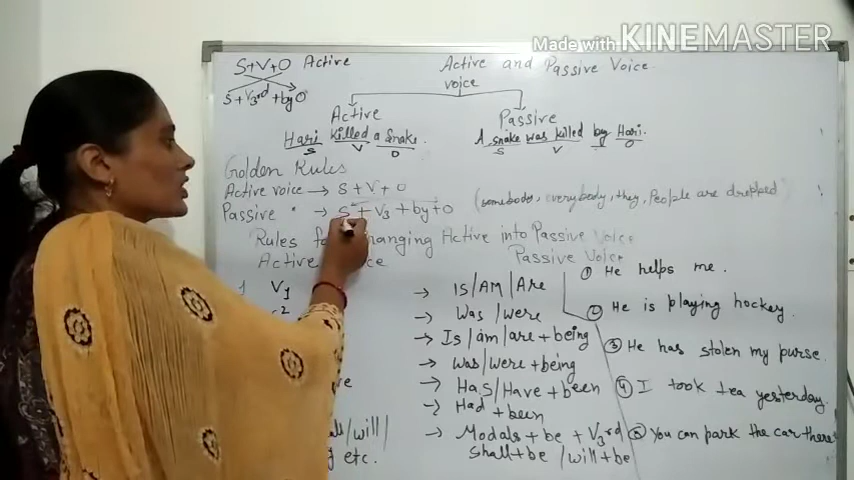 Made with KINEMASTER
S+V+O Active
S+V3rd+byO
Active and Passive Voice
voice
Active
Passive
Hari killed a Snake.
S V O
A snake was killed by Hari.
S V O
Golden Rules
Active voice → S + V + O
Passive " → S + V3 + by + O (somebody, everybody, they, People are dropped)
Rules changing Active into Passive Voice
Active
Passive Voice
1 V1 → Is/AM/Are
→ Was/were
→ Is/am/are + being
→ was/were + being
→ Has/Have + been
→ Had + been
/will/ → Modals + be + V3rd
etc. shall + be / will + be
① He helps me.
② He is playing hockey.
③ He has stolen my purse.
④ I took tea yesterday.
⑤ You can park the car there